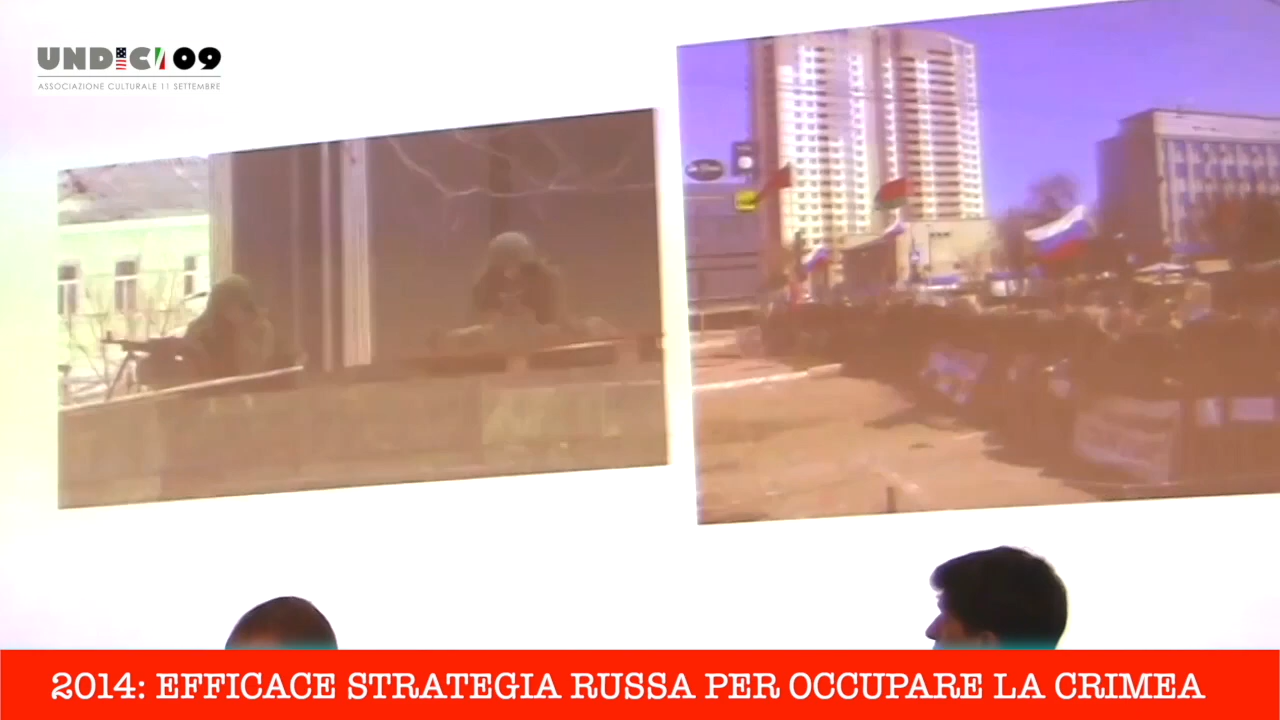 UNDICI09
ASSOCIAZIONE CULTURALE 11 SETTEMBRE
2014: EFFICACE STRATEGIA RUSSA PER OCCUPARE LA CRIMEA